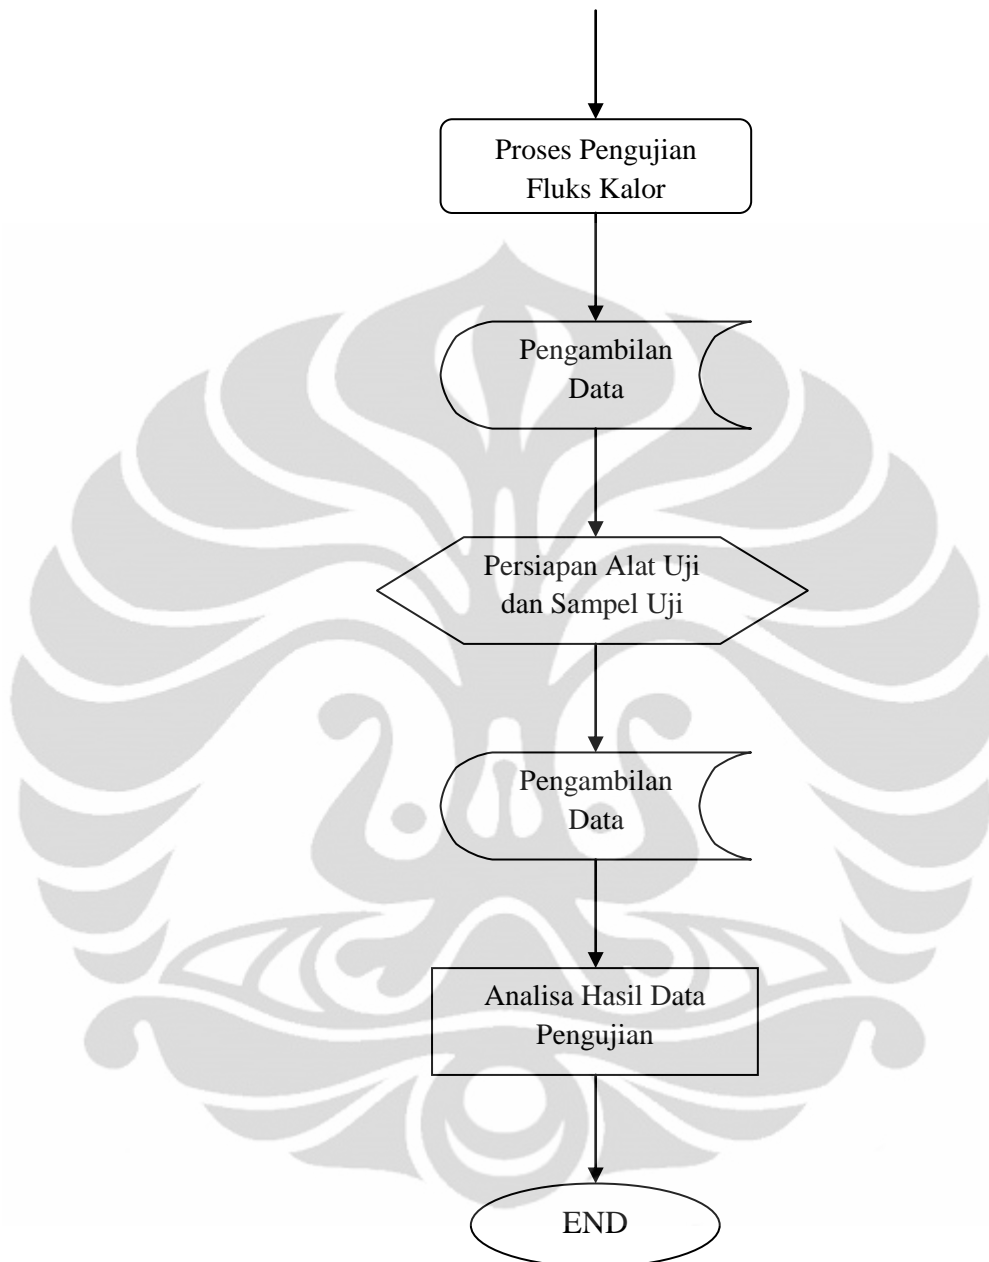 Proses Pengujian
Fluks Kalor
Pengambilan
Data
Persiapan Alat Uji
dan Sampel Uji
Pengambilan
Data
Analisa Hasil Data
Pengujian
END